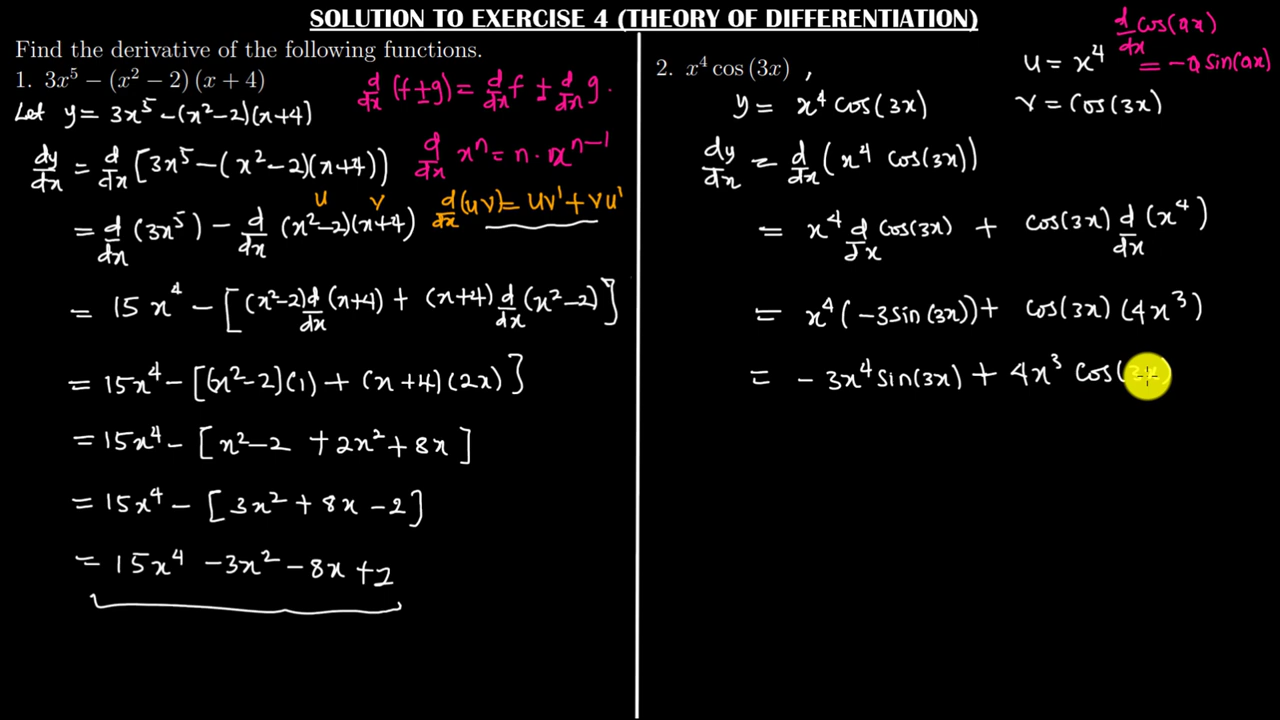 SOLUTION TO EXERCISE 4 (THEORY OF DIFFERENTIATION)
Find the derivative of the following functions.
1. 3x⁵ − (x² − 2) (x + 4)
d/dx (f±g) = d/dx f ± d/dx g.
Let y = 3x⁵ −(x²−2)(x+4)
dy/dx = d/dx [3x⁵ −(x²−2)(x+4)]
d/dx xⁿ = n · xⁿ⁻¹
u v
d/dx (uv) = uv' + vu'
= d/dx (3x⁵) − d/dx (x²−2)(x+4)
= 15x⁴ − [(x²−2) d/dx (x+4) + (x+4) d/dx (x²−2)]
= 15x⁴ − [(x²−2)(1) + (x+4)(2x)]
= 15x⁴ − [x²−2 + 2x² + 8x]
= 15x⁴ − [3x² + 8x − 2]
= 15x⁴ − 3x² − 8x + 2
2. x⁴ cos (3x) ,
u = x⁴
d/dx cos(ax)
= −a sin(ax)
y = x⁴ cos(3x)
v = cos(3x)
dy/dx = d/dx (x⁴ cos(3x))
= x⁴ d/dx cos(3x) + cos(3x) d/dx (x⁴)
= x⁴(−3sin(3x)) + cos(3x) (4x³)
= − 3x⁴ sin(3x) + 4x³ cos(3x)